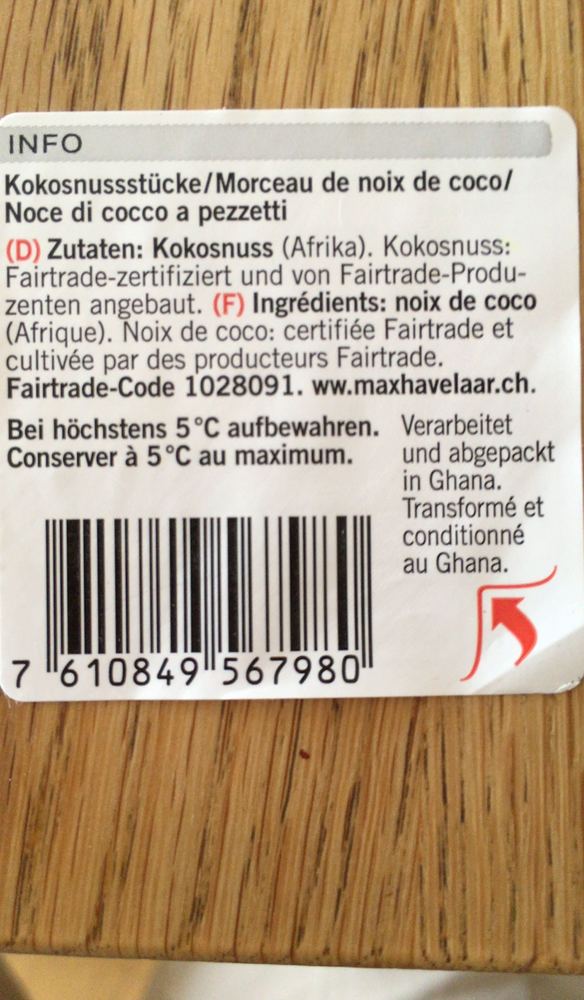 INFO
Kokosnussstücke/Morceau de noix de coco/
Noce di cocco a pezzetti
(D) Zutaten: Kokosnuss (Afrika). Kokosnuss:
Fairtrade-zertifiziert und von Fairtrade-Produ-
zenten angebaut. (F) Ingrédients: noix de coco
(Afrique). Noix de coco: certifiée Fairtrade et
cultivée par des producteurs Fairtrade.
Fairtrade-Code 1028091. ww.maxhavelaar.ch.
Bei höchstens 5°C aufbewahren.
Conserver à 5°C au maximum.
Verarbeitet
und abgepackt
in Ghana.
Transformé et
conditionné
au Ghana.
7 610849 567980